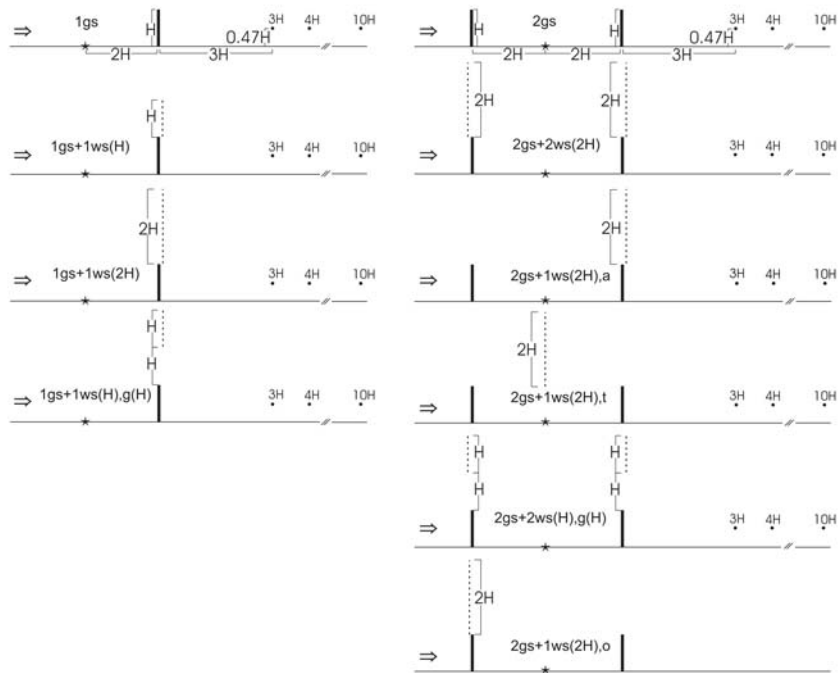 ⇒ 1gs H 0.47H 3H 4H 10H
2H 3H
⇒ 1gs+1ws(H) H 3H 4H 10H
⇒ 1gs+1ws(2H) 2H 3H 4H 10H
H
⇒ 1gs+1ws(H),g(H) H 3H 4H 10H
⇒ H 2gs H 0.47H 3H 4H 10H
2H 2H 3H
2H 2H
⇒ 2gs+2ws(2H) 3H 4H 10H
2H
⇒ 2gs+1ws(2H),a 3H 4H 10H
2H
⇒ 2gs+1ws(2H),t 3H 4H 10H
H H
H H
⇒ 2gs+2ws(H),g(H) 3H 4H 10H
2H
⇒ 2gs+1ws(2H),o